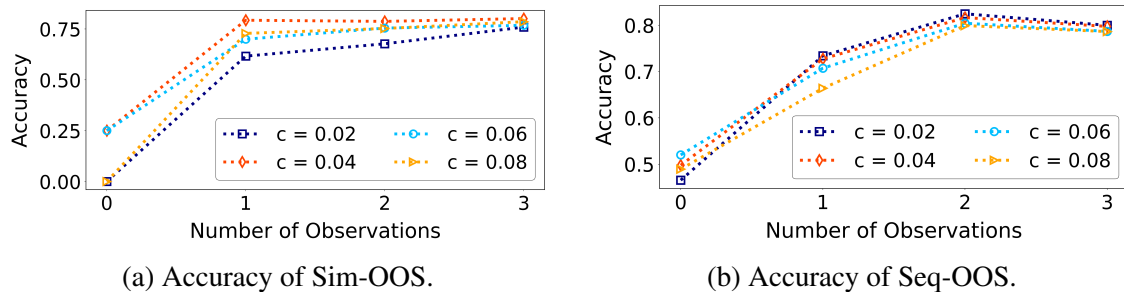 0.75
0.50
0.25
0.00
Accuracy
c = 0.02
c = 0.04
c = 0.06
c = 0.08
0 1 2 3
Number of Observations
(a) Accuracy of Sim-OOS.
0.8
0.7
0.6
0.5
Accuracy
c = 0.02
c = 0.04
c = 0.06
c = 0.08
0 1 2 3
Number of Observations
(b) Accuracy of Seq-OOS.